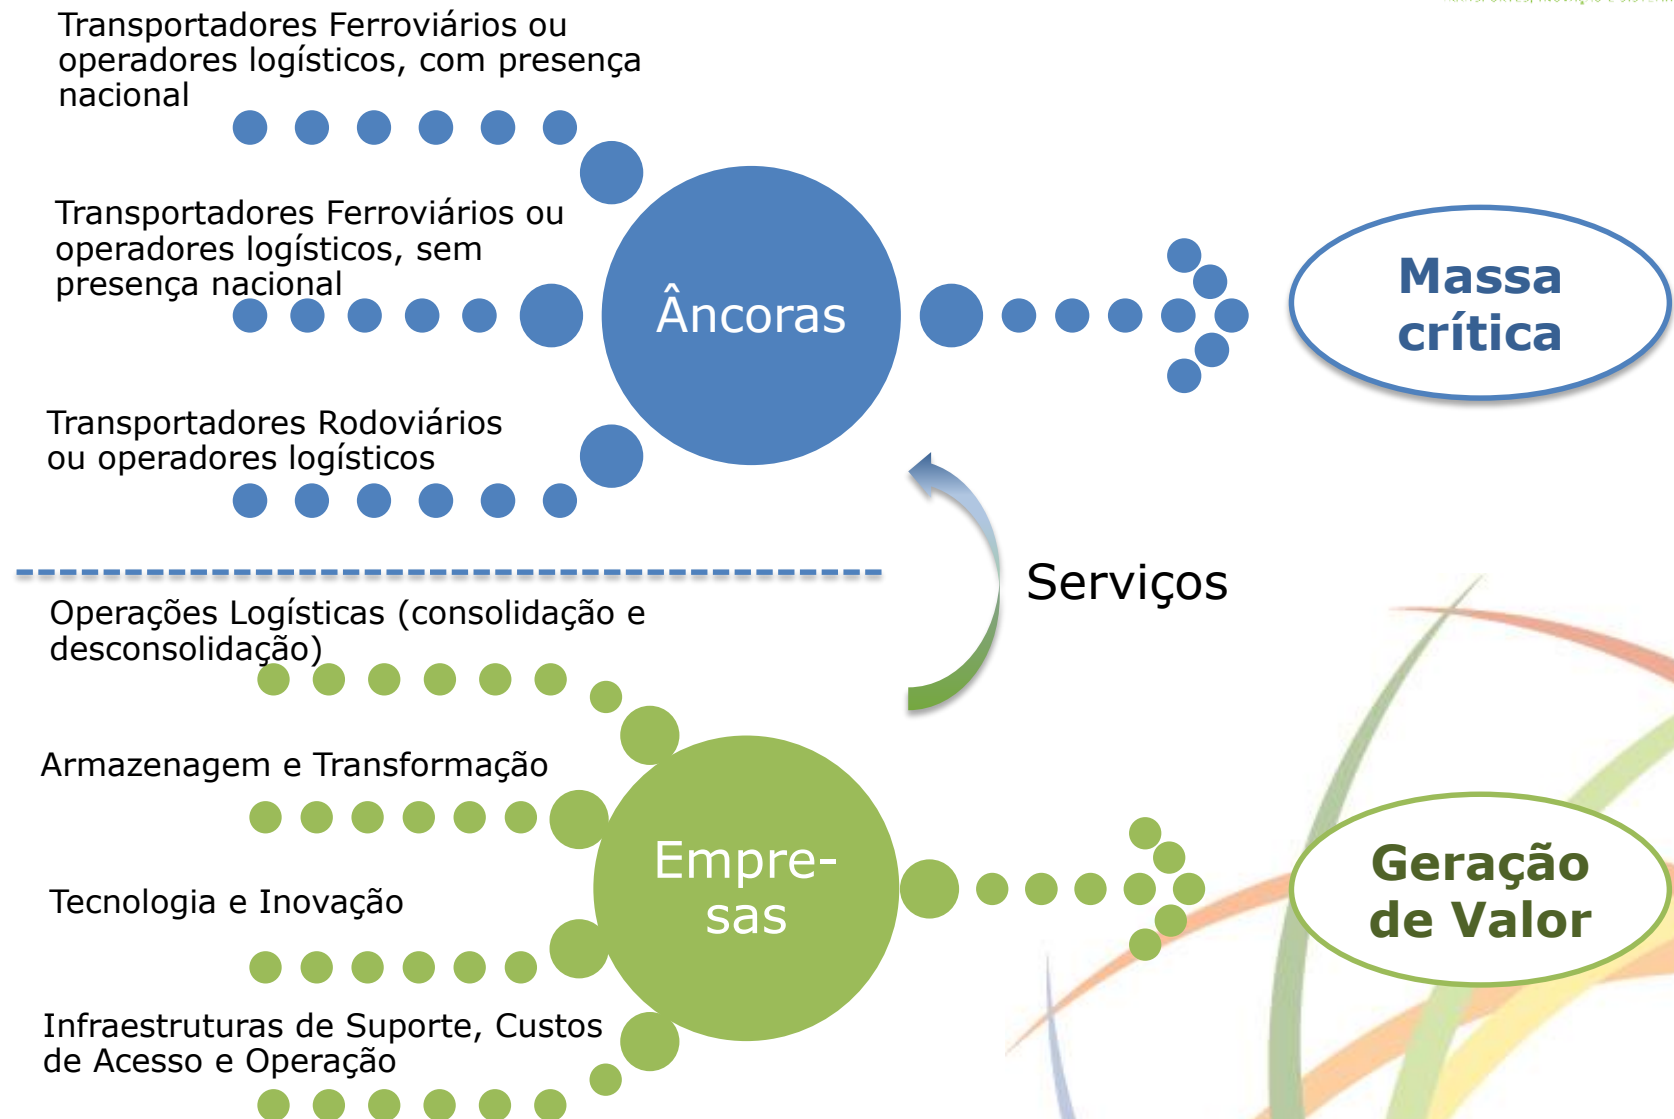 Transportadores Ferroviários ou
operadores logísticos, com presença
nacional
Transportadores Ferroviários ou
operadores logísticos, sem
presença nacional
Âncoras
Massa
crítica
Transportadores Rodoviários
ou operadores logísticos
Serviços
Operações Logísticas (consolidação e
desconsolidação)
Armazenagem e Transformação
Empre-
sas
Geração
de Valor
Tecnologia e Inovação
Infraestruturas de Suporte, Custos
de Acesso e Operação